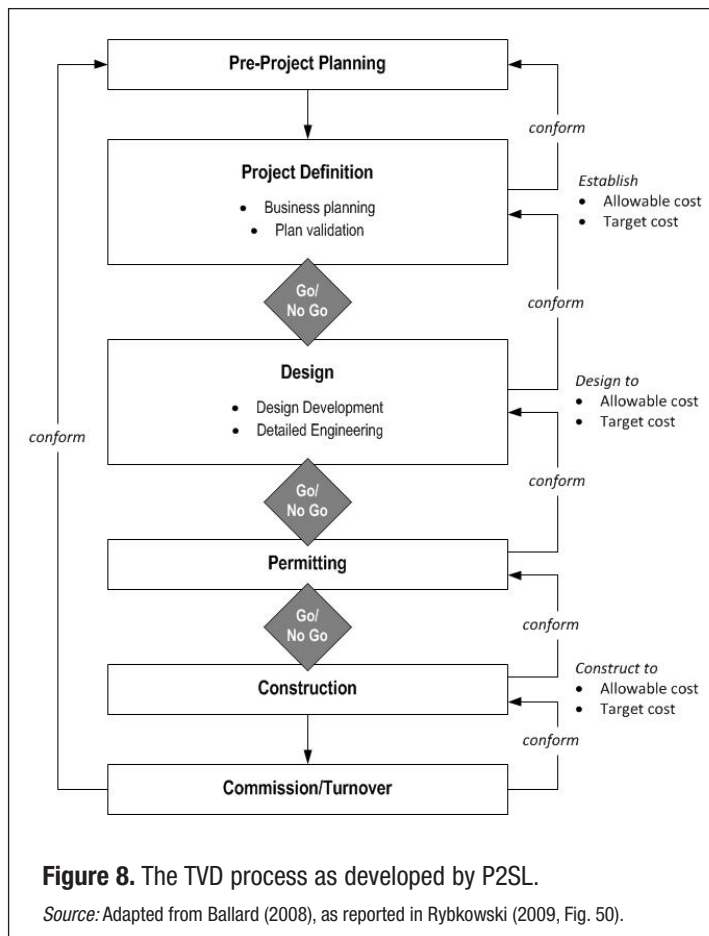 Pre-Project Planning
conform
Project Definition
• Business planning
• Plan validation
Establish
• Allowable cost
• Target cost
Go/
No Go
conform
Design
• Design Development
• Detailed Engineering
Design to
• Allowable cost
• Target cost
conform
conform
Go/
No Go
Permitting
Go/
No Go
conform
Construction
Construct to
• Allowable cost
• Target cost
conform
Commission/Turnover
Figure 8. The TVD process as developed by P2SL.
Source: Adapted from Ballard (2008), as reported in Rybkowski (2009, Fig. 50).